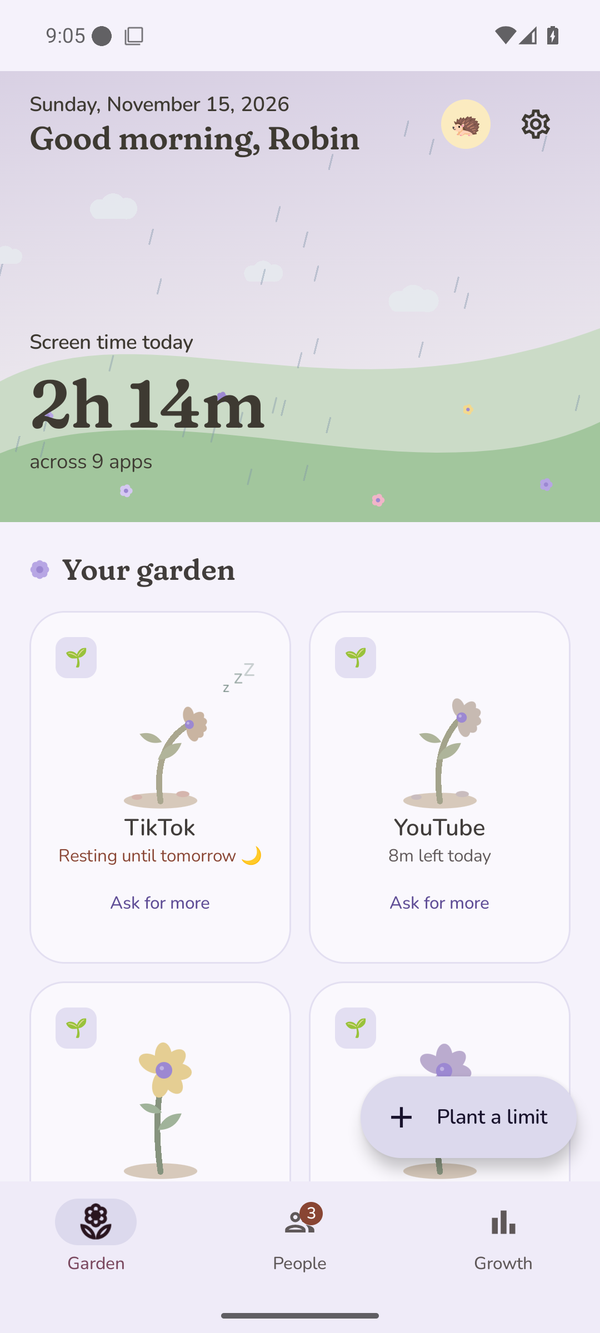 9:05
Sunday, November 15, 2026
Good morning, Robin
Screen time today
2h 14m
across 9 apps
Your garden
z z Z
TikTok
Resting until tomorrow 🌙
Ask for more
YouTube
8m left today
Ask for more
Plant a limit
3
Garden
People
Growth